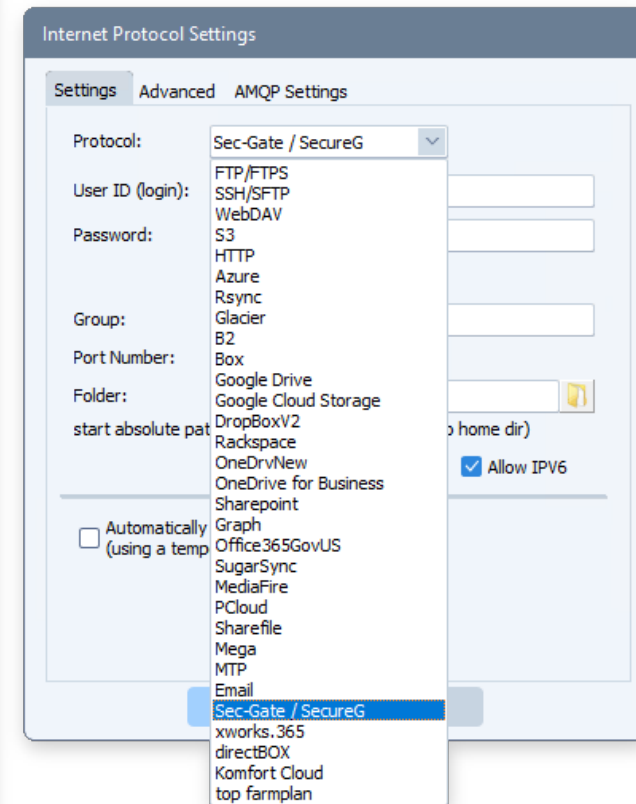 Internet Protocol Settings
Settings Advanced AMQP Settings
Protocol: Sec-Gate / SecureG
FTP/FTPS
User ID (login): SSH/SFTP
WebDAV
Password: S3
HTTP
Azure
Rsync
Group: Glacier
B2
Port Number: Box
Google Drive
Folder: Google Cloud Storage
DropBoxV2
start absolute home dir)
Rackspace
OneDrvNew
Allow IPV6
OneDrive for Business
Sharepoint
Automatically Graph
(using a Office365GovUS
SugarSync
MediaFire
PCloud
Sharefile
Mega
MTP
Email
Sec-Gate / SecureG
xworks.365
directBOX
Komfort Cloud
top farmplan